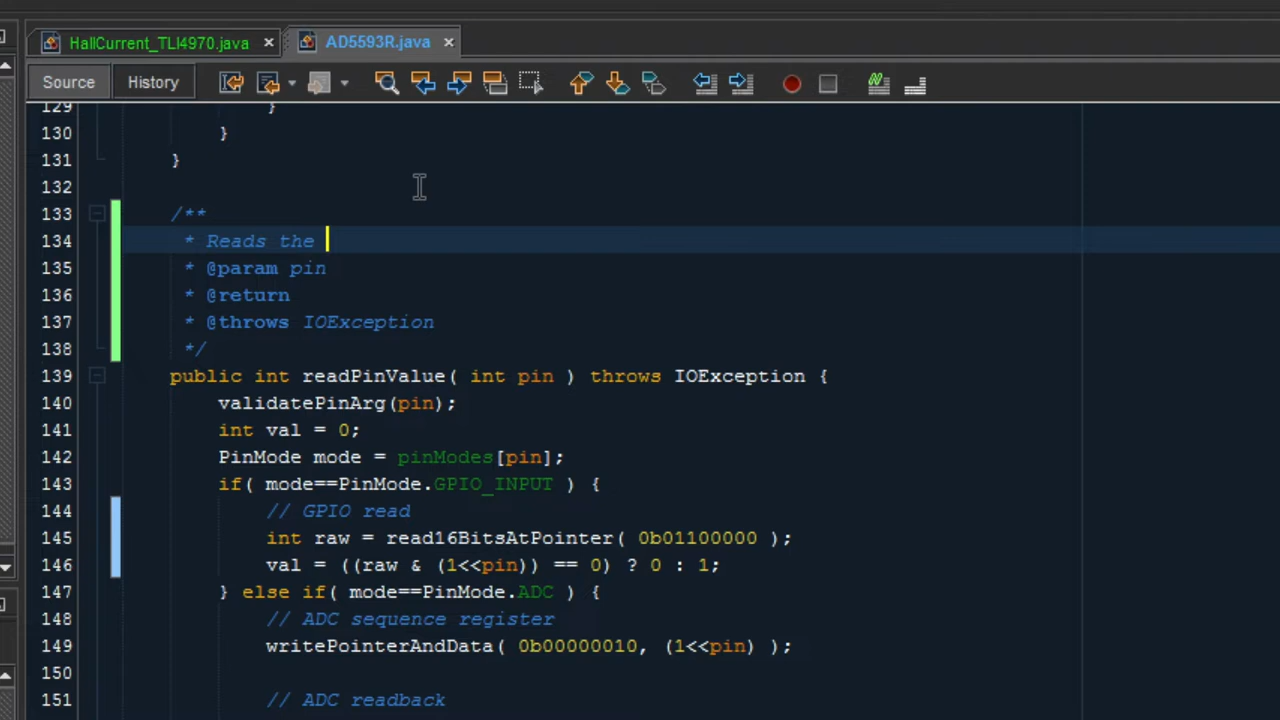 HallCurrent_TLI4970.java × AD5593R.java ×
Source History
129 }
130 }
131 }
132
133 /**
134 * Reads the
135 * @param pin
136 * @return
137 * @throws IOException
138 */
139 public int readPinValue( int pin ) throws IOException {
140 validatePinArg(pin);
141 int val = 0;
142 PinMode mode = pinModes[pin];
143 if( mode==PinMode.GPIO_INPUT ) {
144 // GPIO read
145 int raw = read16BitsAtPointer( 0b01100000 );
146 val = ((raw & (1<<pin)) == 0) ? 0 : 1;
147 } else if( mode==PinMode.ADC ) {
148 // ADC sequence register
149 writePointerAndData( 0b00000010, (1<<pin) );
150
151 // ADC readback